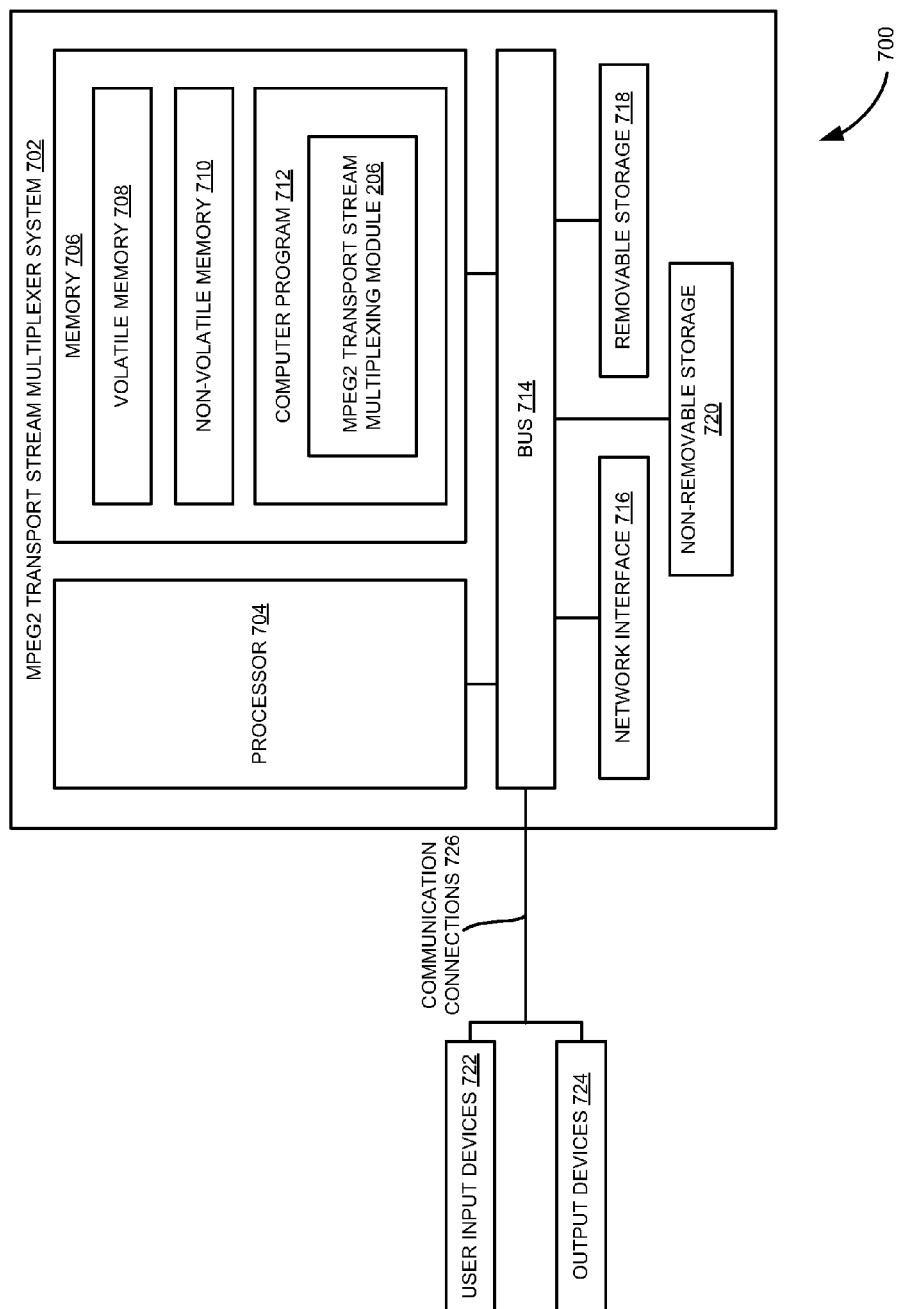 MPEG2 TRANSPORT STREAM MULTIPLEXER SYSTEM 702
PROCESSOR 704
MEMORY 706
VOLATILE MEMORY 708
NON-VOLATILE MEMORY 710
COMPUTER PROGRAM 712
MPEG2 TRANSPORT STREAM
MULTIPLEXING MODULE 206
BUS 714
NETWORK INTERFACE 716
REMOVABLE STORAGE 718
NON-REMOVABLE STORAGE
720
COMMUNICATION
CONNECTIONS 726
USER INPUT DEVICES 722
OUTPUT DEVICES 724
700